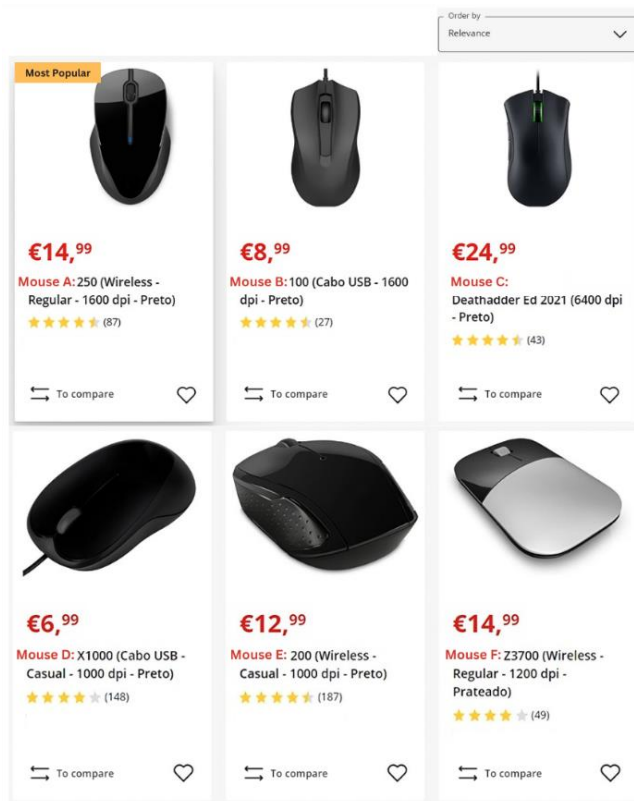 Order by
Relevance
Most Popular
€14,99
Mouse A: 250 (Wireless -
Regular - 1600 dpi - Preto)
(87)
To compare
€8,99
Mouse B: 100 (Cabo USB - 1600
dpi - Preto)
(27)
To compare
€24,99
Mouse C:
Deathadder Ed 2021 (6400 dpi
- Preto)
(43)
To compare
€6,99
Mouse D: X1000 (Cabo USB -
Casual - 1000 dpi - Preto)
(148)
To compare
€12,99
Mouse E: 200 (Wireless -
Casual - 1000 dpi - Preto)
(187)
To compare
€14,99
Mouse F: Z3700 (Wireless -
Regular - 1200 dpi -
Prateado)
(49)
To compare